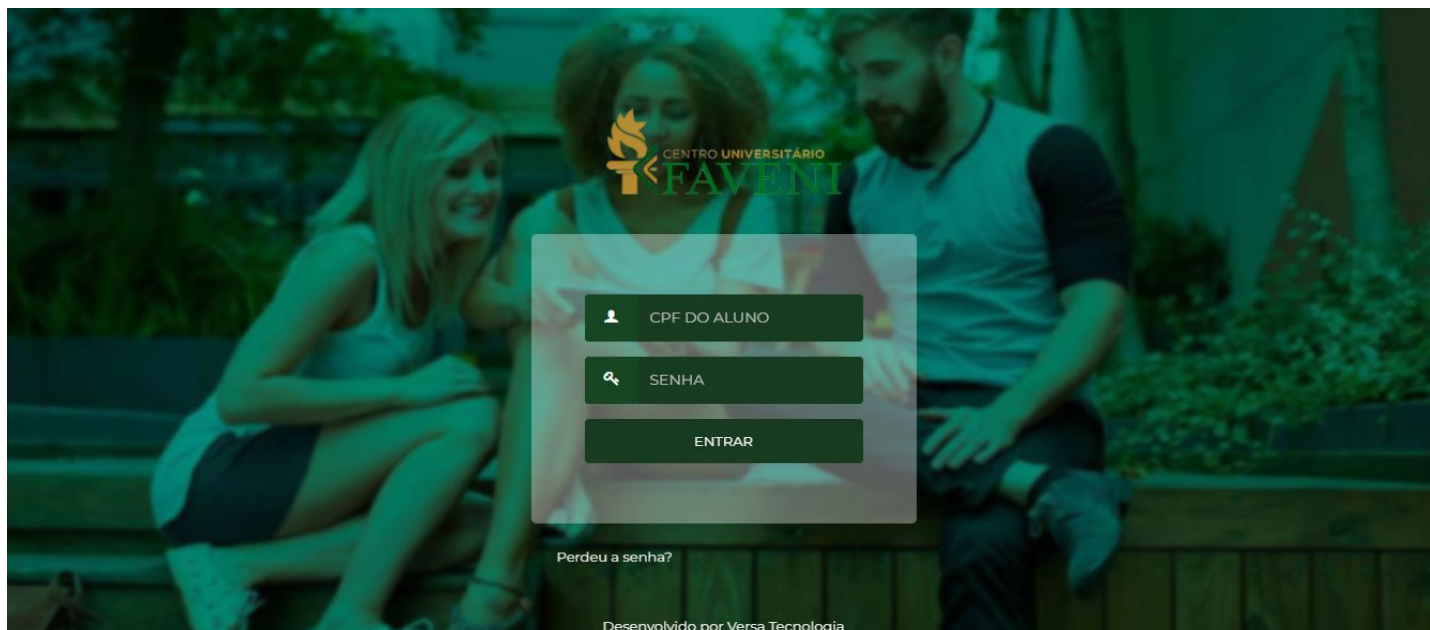 CENTRO UNIVERSITÁRIO
FAVENI
CPF DO ALUNO
SENHA
ENTRAR
Perdeu a senha?
Desenvolvido por Versa Tecnologia